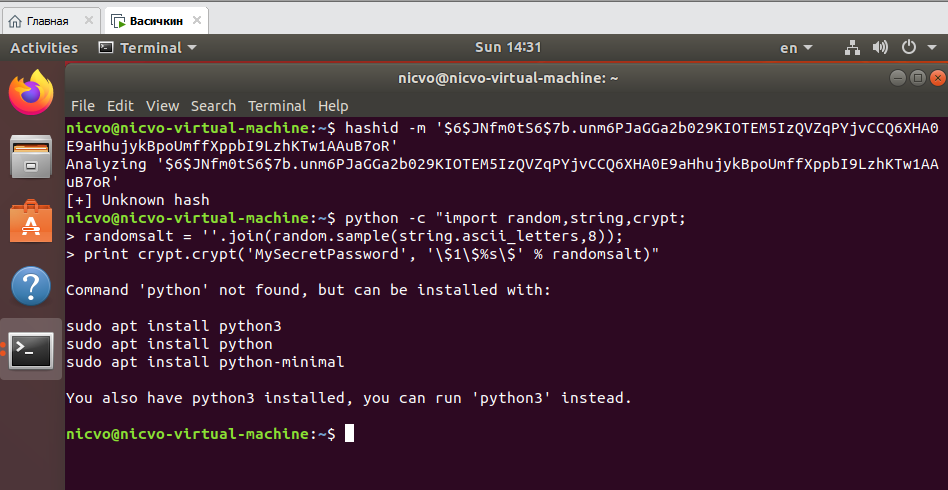 Главная
Васичкин
Activities
Terminal
Sun 14:31
en
nicvo@nicvo-virtual-machine: ~
File Edit View Search Terminal Help
nicvo@nicvo-virtual-machine:~$ hashid -m '$6$JNfm0tS6$7b.unm6PJaGGa2b029KIOTEM5IzQVZqPYjvCCQ6XHA0
E9aHhujykBpoUmffXppbI9LzhKTw1AAuB7oR'
Analyzing '$6$JNfm0tS6$7b.unm6PJaGGa2b029KIOTEM5IzQVZqPYjvCCQ6XHA0E9aHhujykBpoUmffXppbI9LzhKTw1AA
uB7oR'
[+] Unknown hash
nicvo@nicvo-virtual-machine:~$ python -c "import random,string,crypt;
> randomsalt = ''.join(random.sample(string.ascii_letters,8));
> print crypt.crypt('MySecretPassword', '\$1\$%s\$' % randomsalt)"
Command 'python' not found, but can be installed with:
sudo apt install python3
sudo apt install python
sudo apt install python-minimal
You also have python3 installed, you can run 'python3' instead.
nicvo@nicvo-virtual-machine:~$